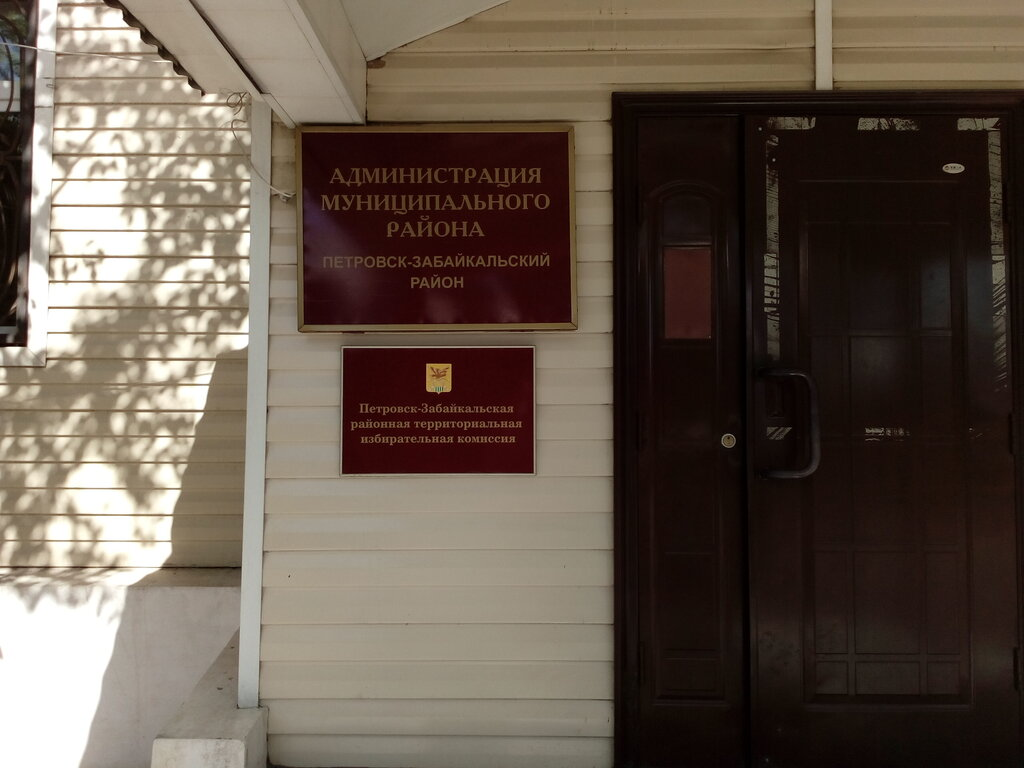 АДМИНИСТРАЦИЯ
МУНИЦИПАЛЬНОГО
РАЙОНА
ПЕТРОВСК-ЗАБАЙКАЛЬСКИЙ
РАЙОН
Петровск-Забайкальская
районная территориальная
избирательная комиссия